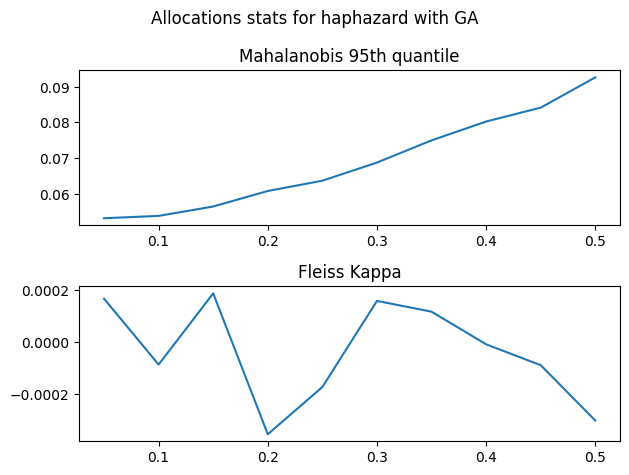 Allocations stats for haphazard with GA
Mahalanobis 95th quantile
0.09
0.08
0.07
0.06
0.1 0.2 0.3 0.4 0.5
Fleiss Kappa
0.0002
0.0000
−0.0002
0.1 0.2 0.3 0.4 0.5